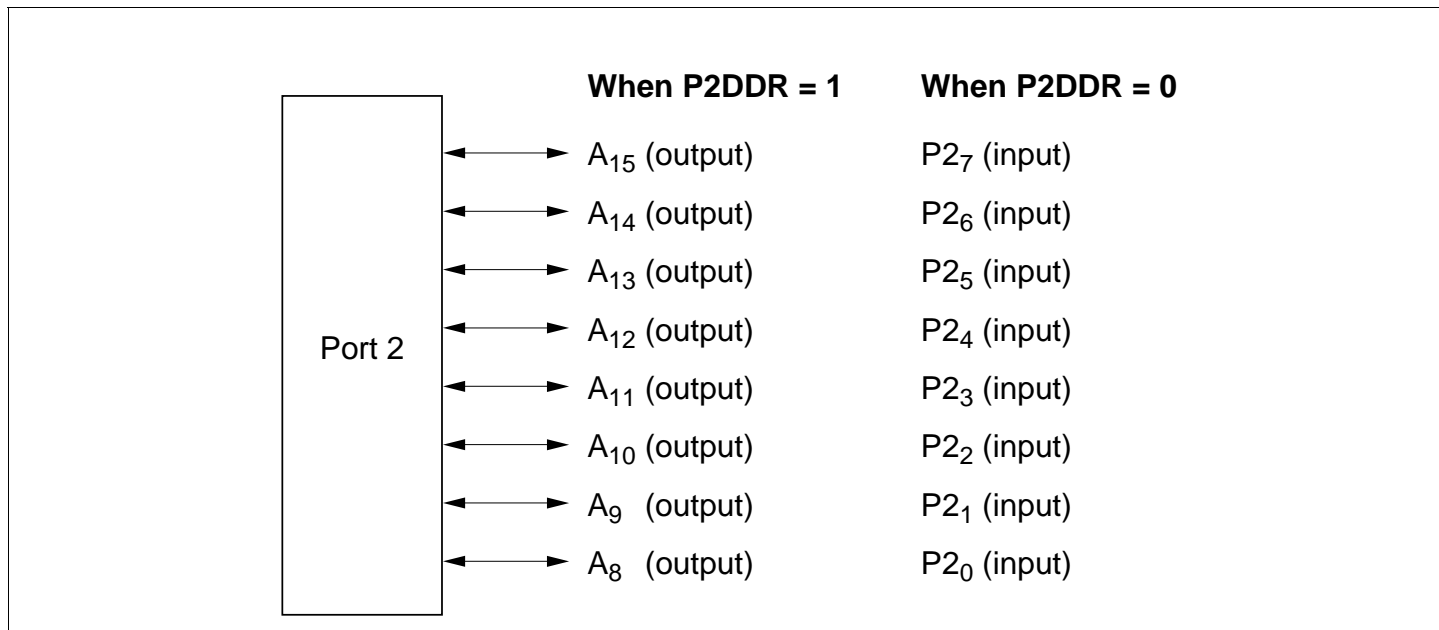 When P2DDR = 1 When P2DDR = 0
A15 (output) P27 (input)
A14 (output) P26 (input)
A13 (output) P25 (input)
A12 (output) P24 (input)
Port 2
A11 (output) P23 (input)
A10 (output) P22 (input)
A9 (output) P21 (input)
A8 (output) P20 (input)